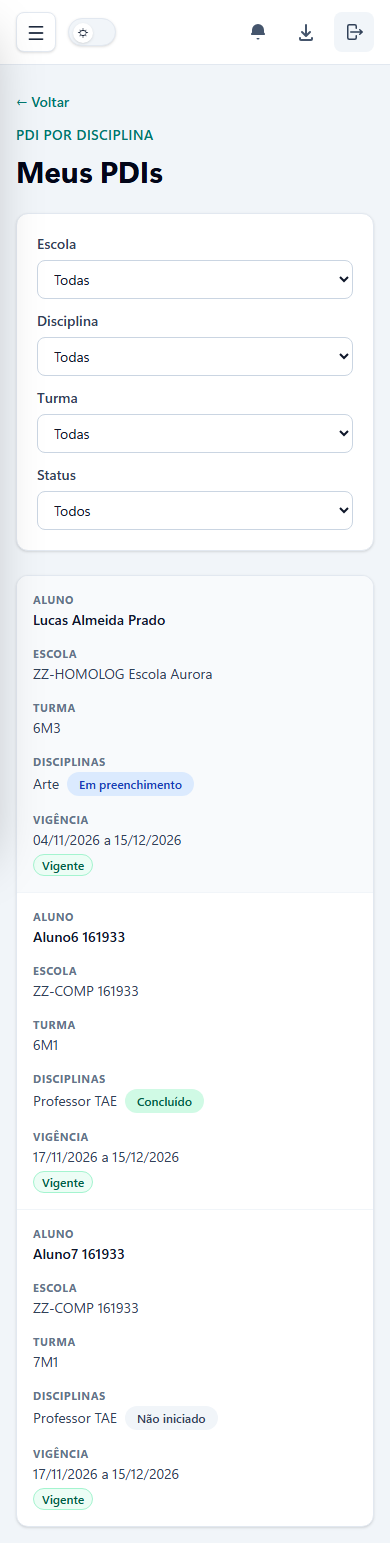 ← Voltar
PDI POR DISCIPLINA
Meus PDIs
Escola
Todas
Disciplina
Todas
Turma
Todas
Status
Todos
ALUNO
Lucas Almeida Prado
ESCOLA
ZZ-HOMOLOG Escola Aurora
TURMA
6M3
DISCIPLINAS
Arte Em preenchimento
VIGÊNCIA
04/11/2026 a 15/12/2026
Vigente
ALUNO
Aluno6 161933
ESCOLA
ZZ-COMP 161933
TURMA
6M1
DISCIPLINAS
Professor TAE Concluído
VIGÊNCIA
17/11/2026 a 15/12/2026
Vigente
ALUNO
Aluno7 161933
ESCOLA
ZZ-COMP 161933
TURMA
7M1
DISCIPLINAS
Professor TAE Não iniciado
VIGÊNCIA
17/11/2026 a 15/12/2026
Vigente